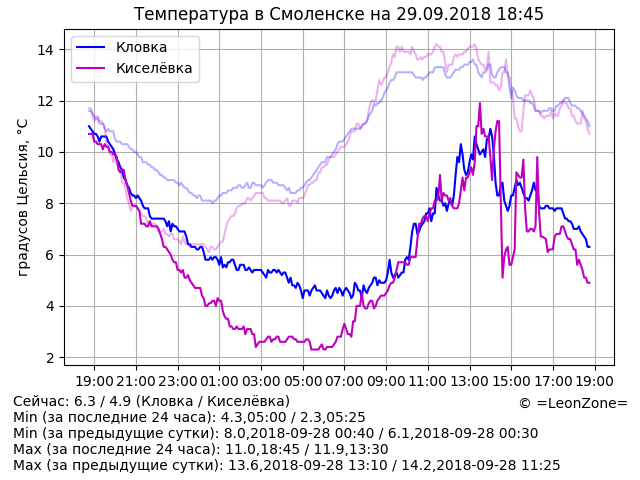 Температура в Смоленске на 29.09.2018 18:45
Кловка
Киселёвка
градусов Цельсия, °C
14
12
10
8
6
4
2
19:00 21:00 23:00 01:00 03:00 05:00 07:00 09:00 11:00 13:00 15:00 17:00 19:00
Сейчас: 6.3 / 4.9 (Кловка / Киселёвка)
© =LeonZone=
Min (за последние 24 часа): 4.3,05:00 / 2.3,05:25
Min (за предыдущие сутки): 8.0,2018-09-28 00:40 / 6.1,2018-09-28 00:30
Max (за последние 24 часа): 11.0,18:45 / 11.9,13:30
Max (за предыдущие сутки): 13.6,2018-09-28 13:10 / 14.2,2018-09-28 11:25